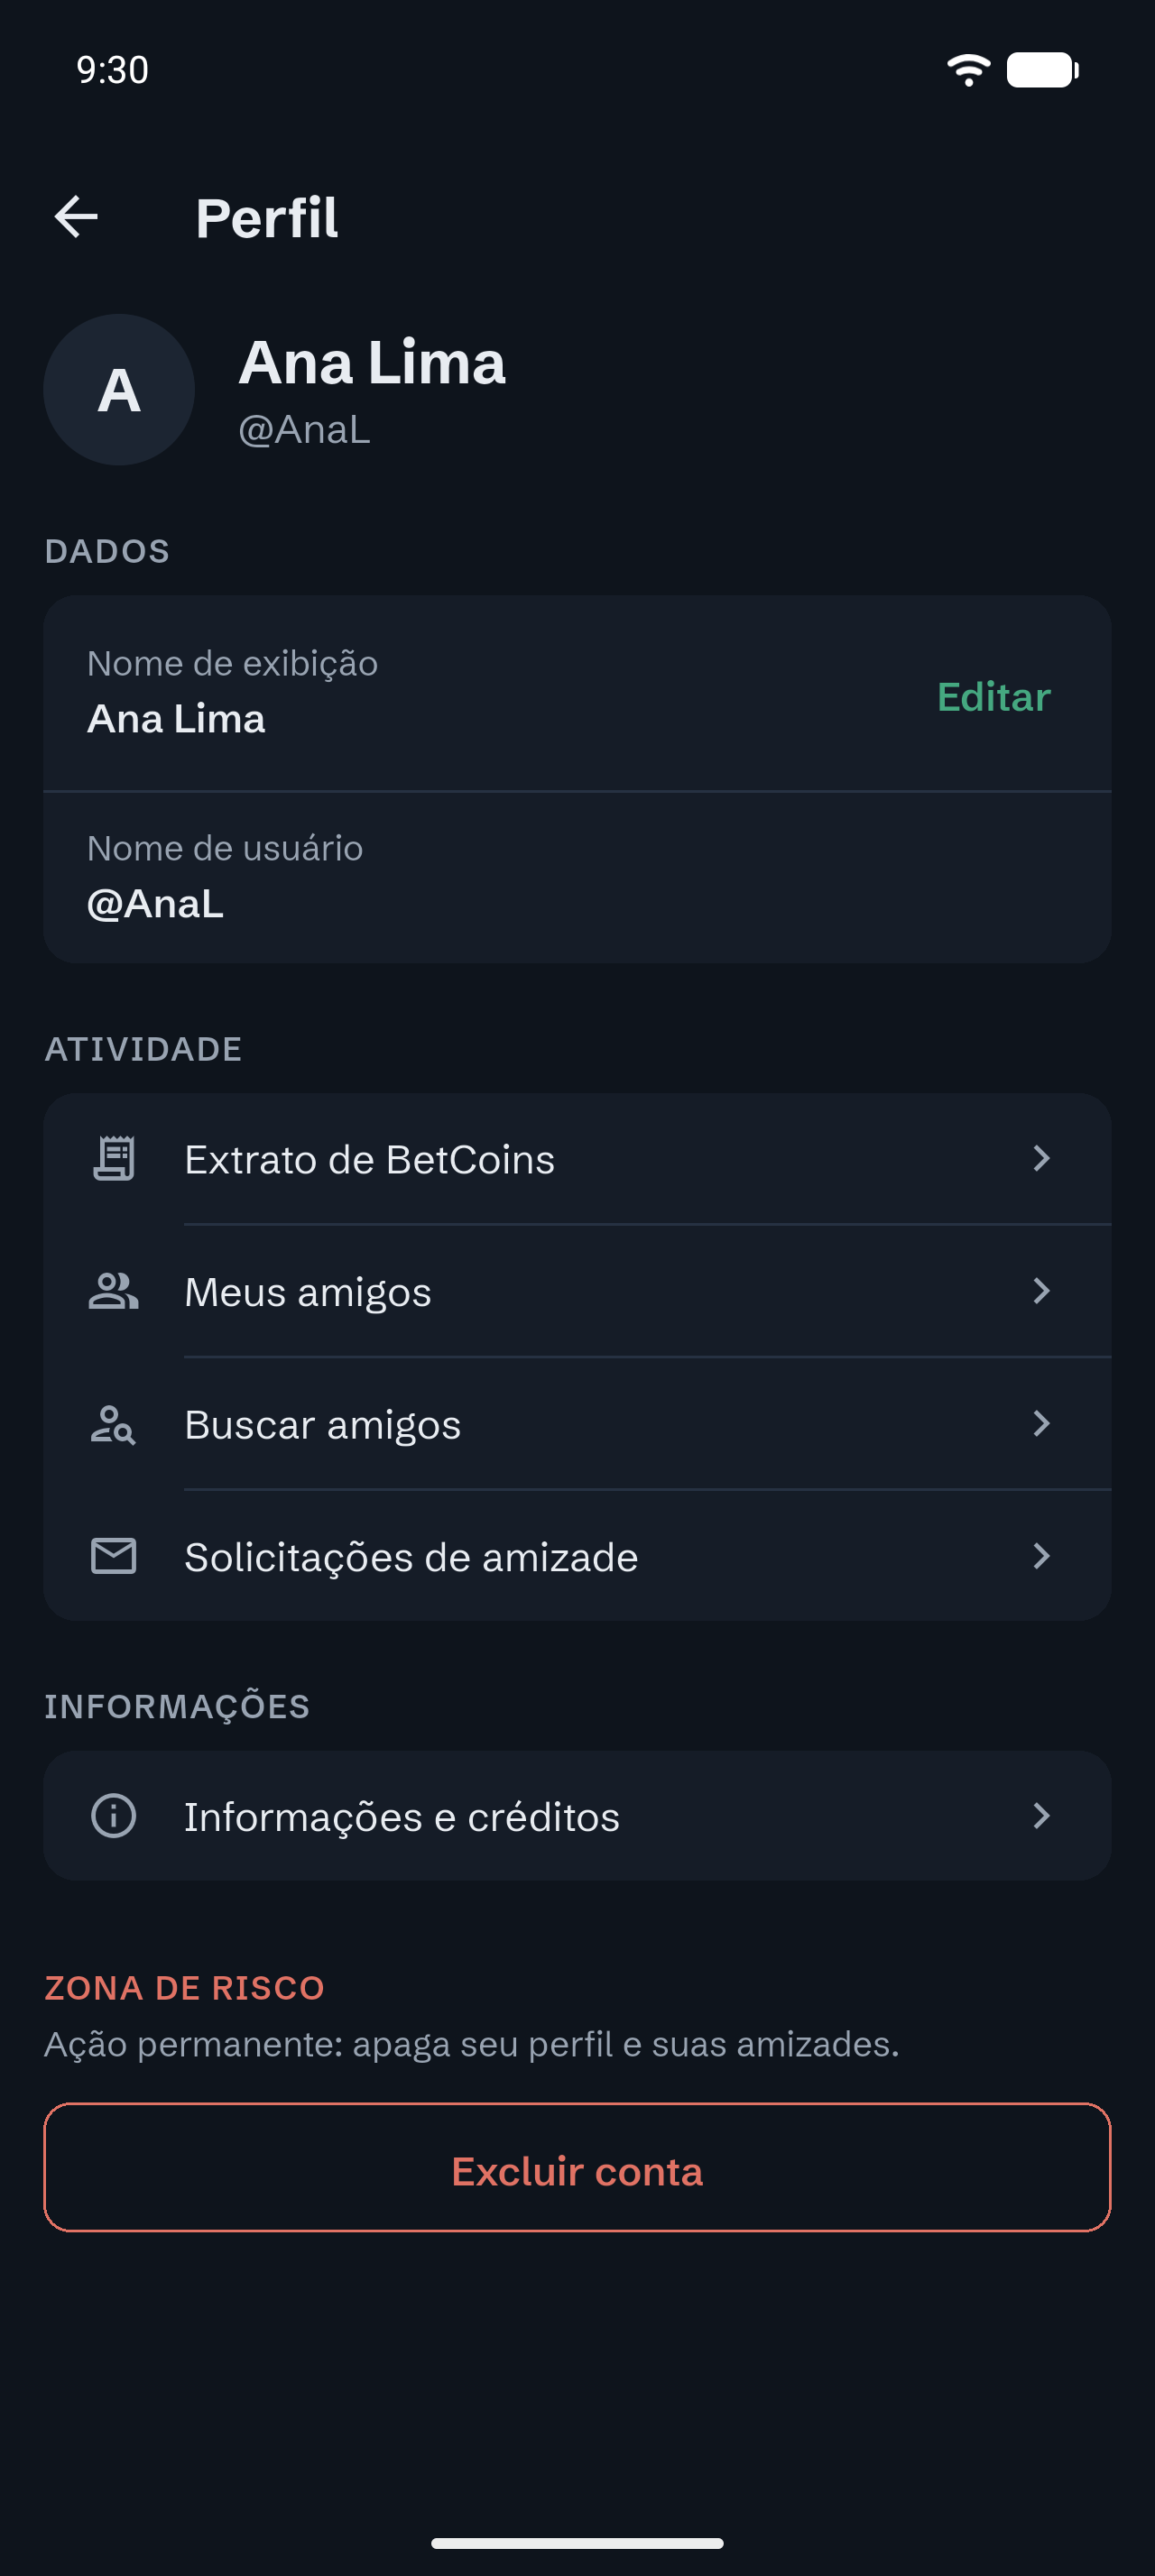 9:30
Perfil
A
Ana Lima
@AnaL
DADOS
Nome de exibição
Ana Lima
Editar
Nome de usuário
@AnaL
ATIVIDADE
Extrato de BetCoins
Meus amigos
Buscar amigos
Solicitações de amizade
INFORMAÇÕES
Informações e créditos
ZONA DE RISCO
Ação permanente: apaga seu perfil e suas amizades.
Excluir conta